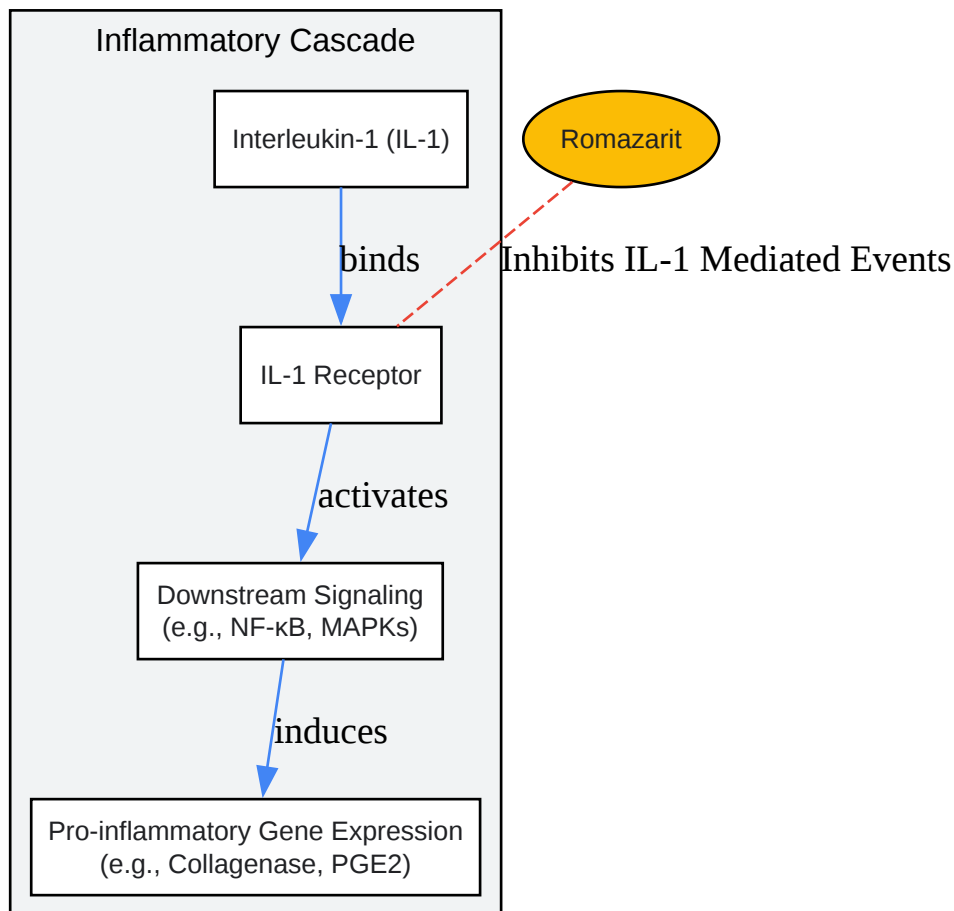 Inflammatory Cascade
Interleukin-1 (IL-1)
Romazarit
binds
Inhibits IL-1 Mediated Events
IL-1 Receptor
activates
Downstream Signaling
(e.g., NF-κB, MAPKs)
induces
Pro-inflammatory Gene Expression
(e.g., Collagenase, PGE2)